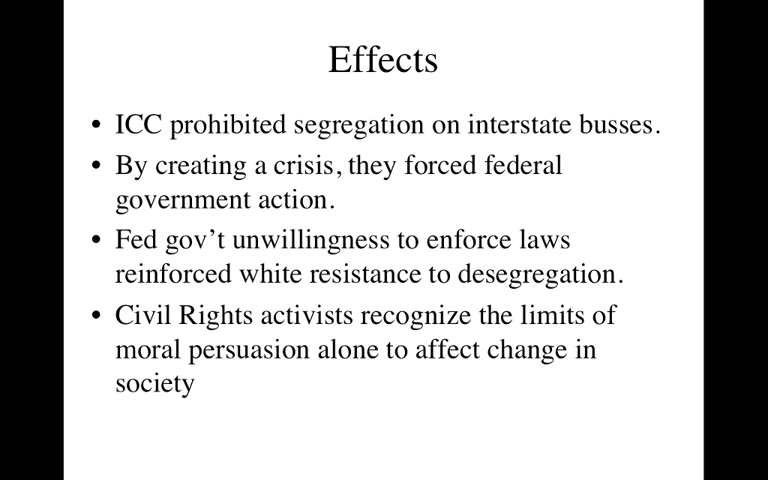 Effects
• ICC prohibited segregation on interstate busses.
• By creating a crisis, they forced federal
government action.
• Fed gov’t unwillingness to enforce laws
reinforced white resistance to desegregation.
• Civil Rights activists recognize the limits of
moral persuasion alone to affect change in
society